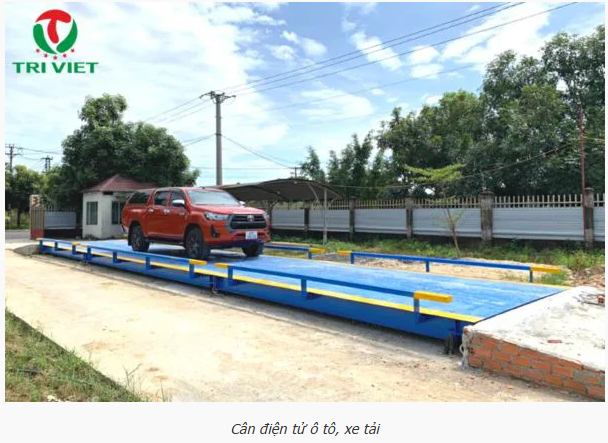 TRI VIET
Cân điện tử ô tô, xe tải